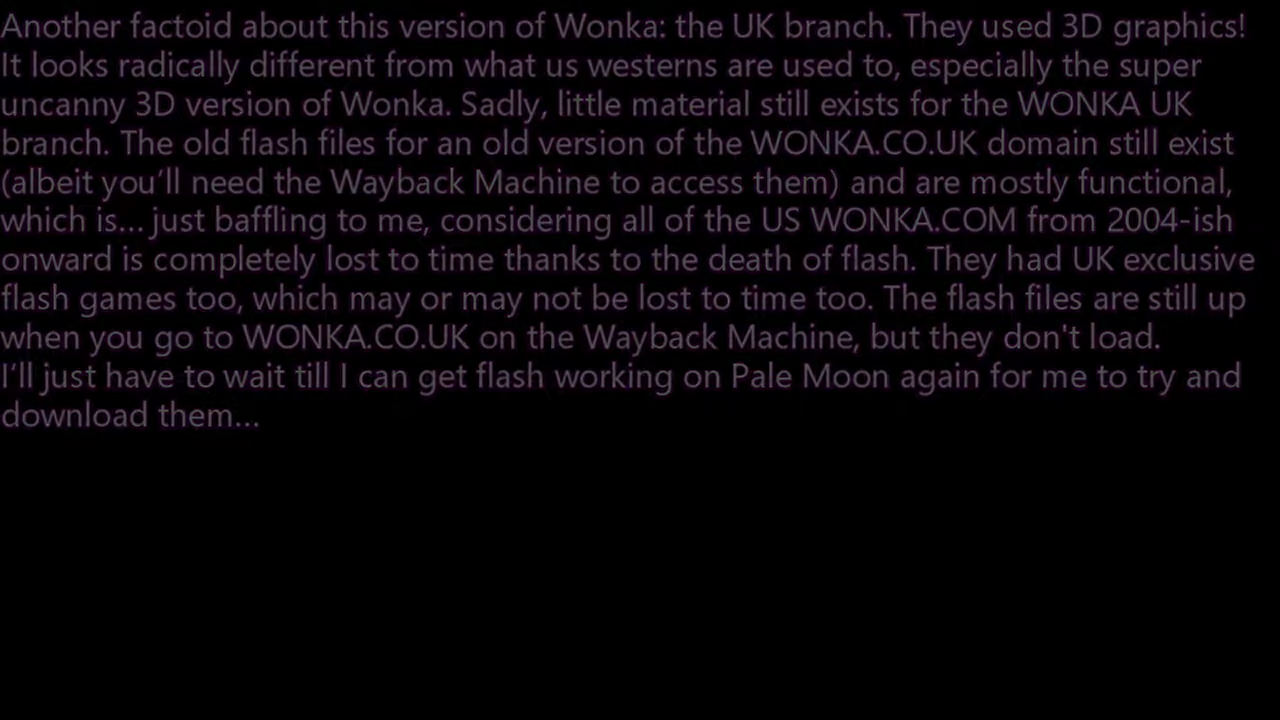 Another factoid about this version of Wonka: the UK branch. They used 3D graphics!
It looks radically different from what us westerns are used to, especially the super
uncanny 3D version of Wonka. Sadly, little material still exists for the WONKA UK
branch. The old flash files for an old version of the WONKA.CO.UK domain still exist
(albeit you’ll need the Wayback Machine to access them) and are mostly functional,
which is... just baffling to me, considering all of the US WONKA.COM from 2004-ish
onward is completely lost to time thanks to the death of flash. They had UK exclusive
flash games too, which may or may not be lost to time too. The flash files are still up
when you go to WONKA.CO.UK on the Wayback Machine, but they don't load.
I’ll just have to wait till I can get flash working on Pale Moon again for me to try and
download them...